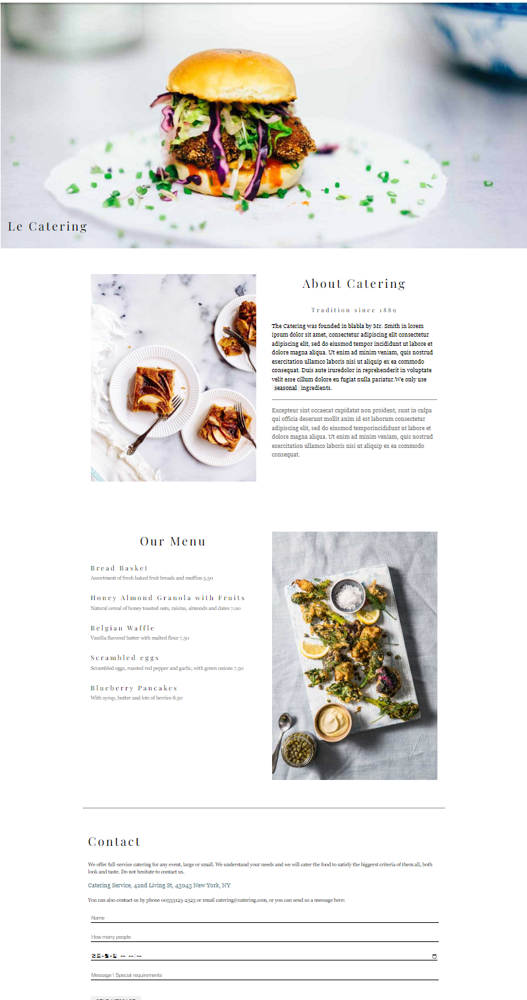 Le Catering
About Catering
Tradition since 1889
The Catering was founded in blabla by Mr. Smith in lorem
ipsum dolor sit amet, consectetur adipiscing elit consectetur
adipiscing elit, sed do eiusmod tempor incididunt ut labore et
dolore magna aliqua. Ut enim ad minim veniam, quis nostrud
exercitation ullamco laboris nisi ut aliquip ex ea commodo
consequat. Duis aute iruredolor in reprehenderit in voluptate
velit esse cillum dolore eu fugiat nulla pariatur.We only use
seasonal ingredients.
Excepteur sint occaecat cupidatat non proident, sunt in culpa
qui officia deserunt mollit anim id est laborum consectetur
adipiscing elit, sed do eiusmod temporincididunt ut labore et
dolore magna aliqua. Ut enim ad minim veniam, quis nostrud
exercitation ullamco laboris nisi ut aliquip ex ea commodo
consequat.
Our Menu
Bread Basket
Assortment of fresh baked fruit breads and muffins 5.50
Honey Almond Granola with Fruits
Natural cereal of honey toasted oats, raisins, almonds and dates 7.00
Belgian Waffle
Vanilla flavored batter with malted flour 7.50
Scrambled eggs
Scrambled eggs, roasted red pepper and garlic, with green onions 7.50
Blueberry Pancakes
With syrup, butter and lots of berries 8.50
Contact
We offer full-service catering for any event, large or small. We understand your needs and we will cater the food to satisfy the biggerst criteria of them all, both
look and taste. Do not hesitate to contact us.
Catering Service, 42nd Living St, 43043 New York, NY
You can also contact us by phone 00553123-2323 or email catering@catering.com, or you can send us a message here:
Name
How many people
연도-월-일 -- --:--
Message \ Special requirements